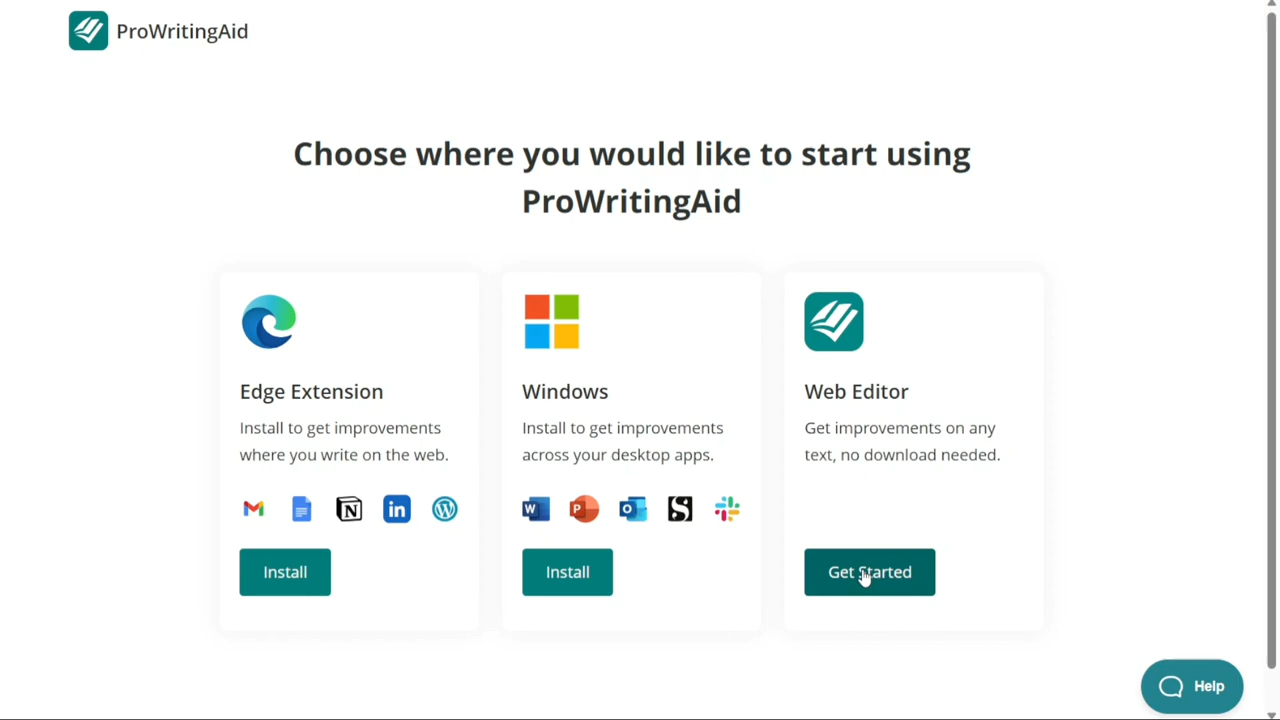 ProWritingAid
Choose where you would like to start using
ProWritingAid
Edge Extension
Install to get improvements
where you write on the web.
Install
Windows
Install to get improvements
across your desktop apps.
Install
Web Editor
Get improvements on any
text, no download needed.
Get Started
Help